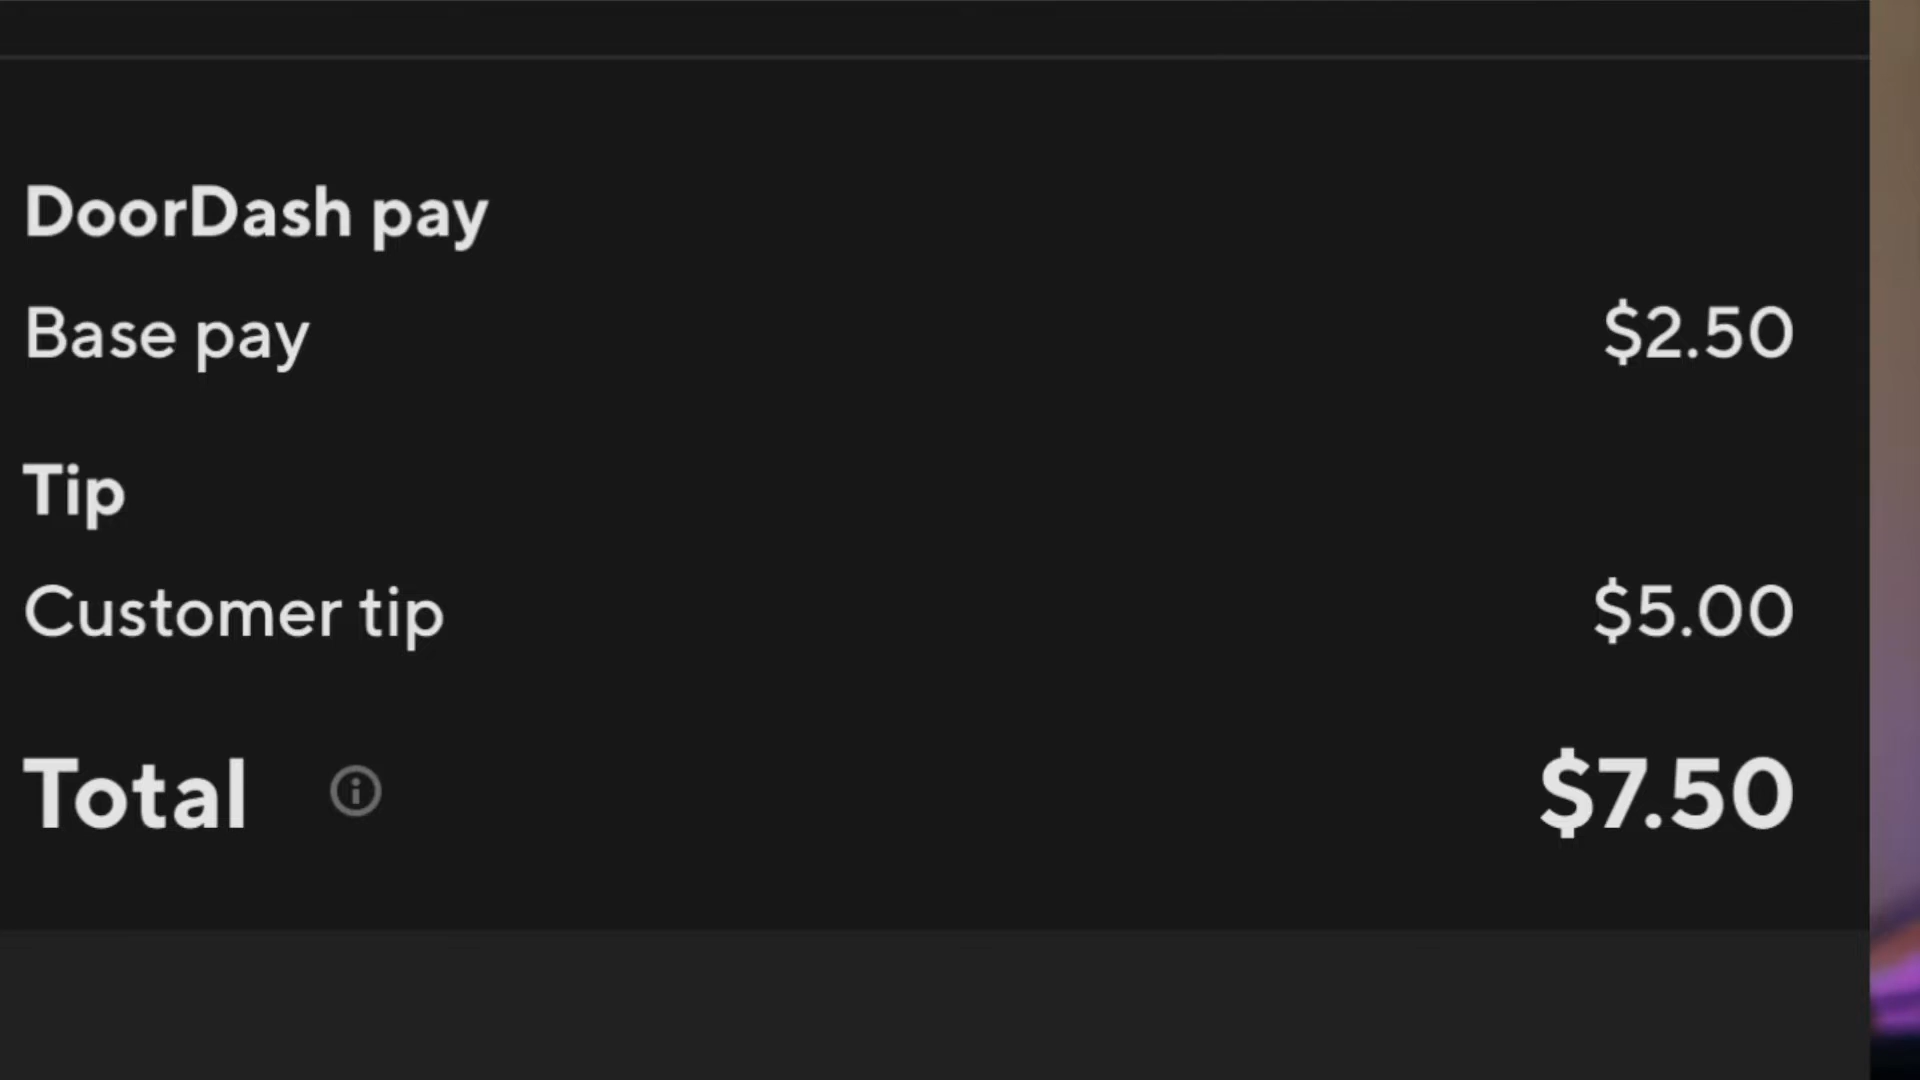 DoorDash pay
Base pay $2.50
Tip
Customer tip $5.00
Total $7.50